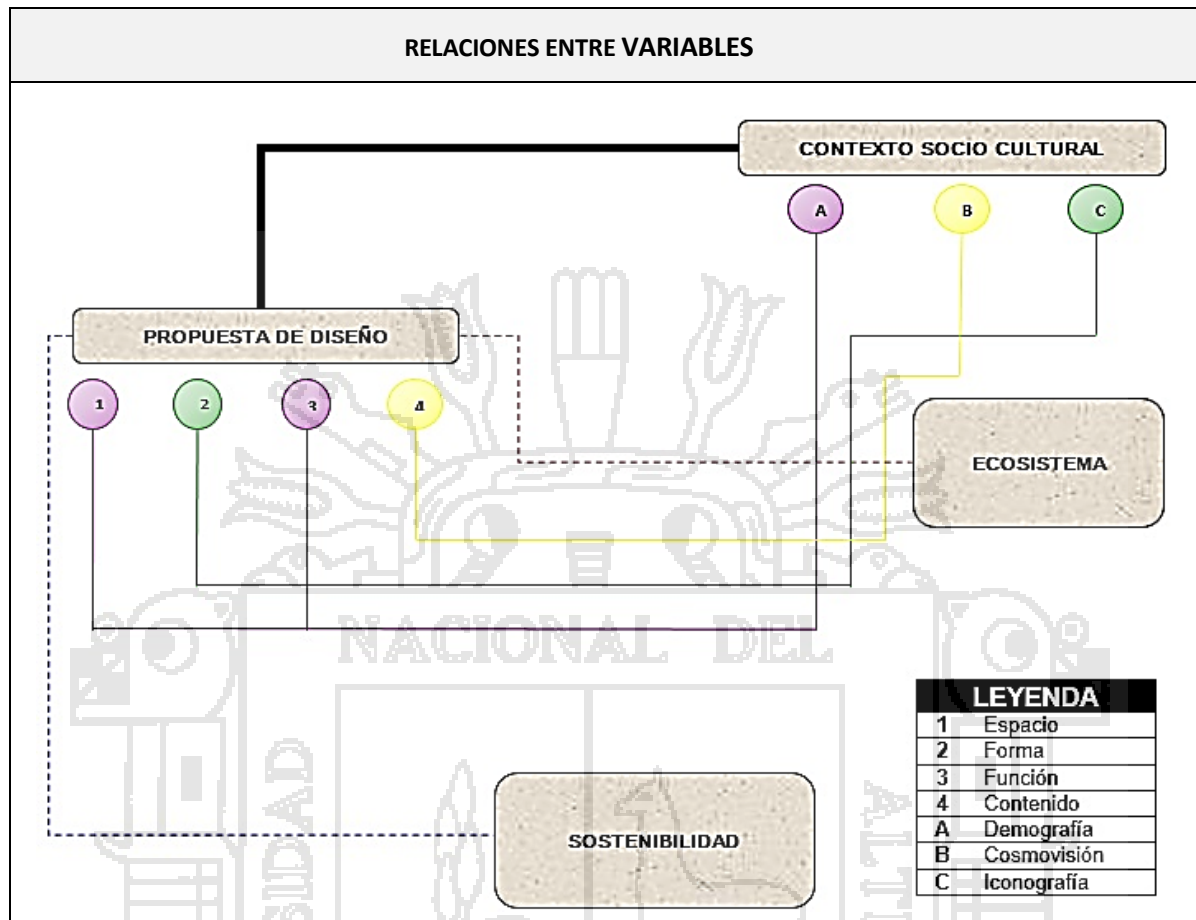 RELACIONES ENTRE VARIABLES
CONTEXTO SOCIO CULTURAL
A
B
C
PROPUESTA DE DISEÑO
1
2
3
4
ECOSISTEMA
NACIONAL DEL
SIDAD
LEYENDA
1 Espacio
2 Forma
3 Función
4 Contenido
A Demografía
B Cosmovisión
C Iconografía
SOSTENIBILIDAD